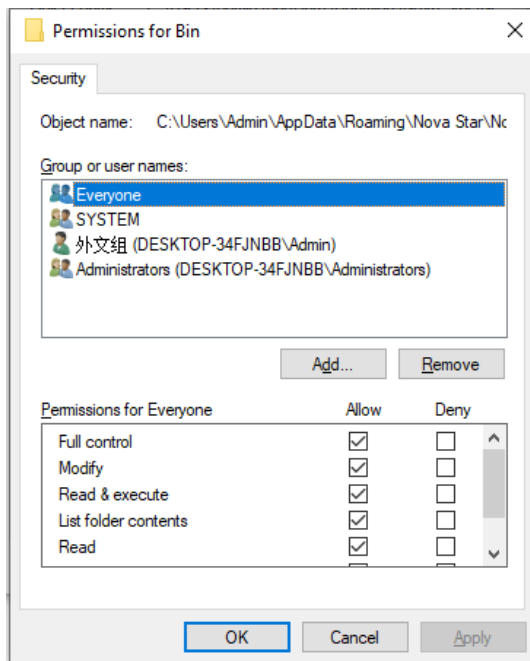 Permissions for Bin
Security
Object name: C:\Users\Admin\AppData\Roaming\Nova Star\Nc
Group or user names:
Everyone
SYSTEM
外文组 (DESKTOP-34FJNBB\Admin)
Administrators (DESKTOP-34FJNBB\Administrators)
Add... Remove
Permissions for Everyone Allow Deny
Full control
Modify
Read & execute
List folder contents
Read
OK Cancel Apply